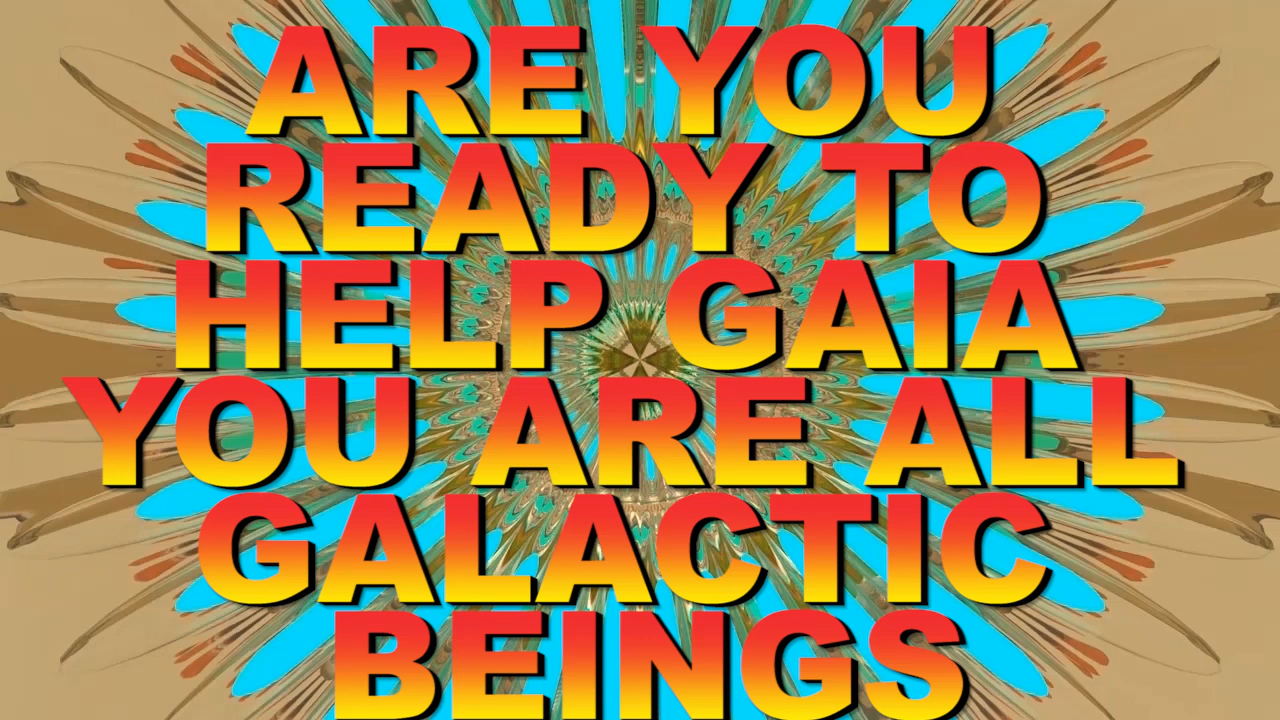 ARE YOU
READY TO
HELP GAIA
YOU ARE ALL
GALACTIC
BEINGS